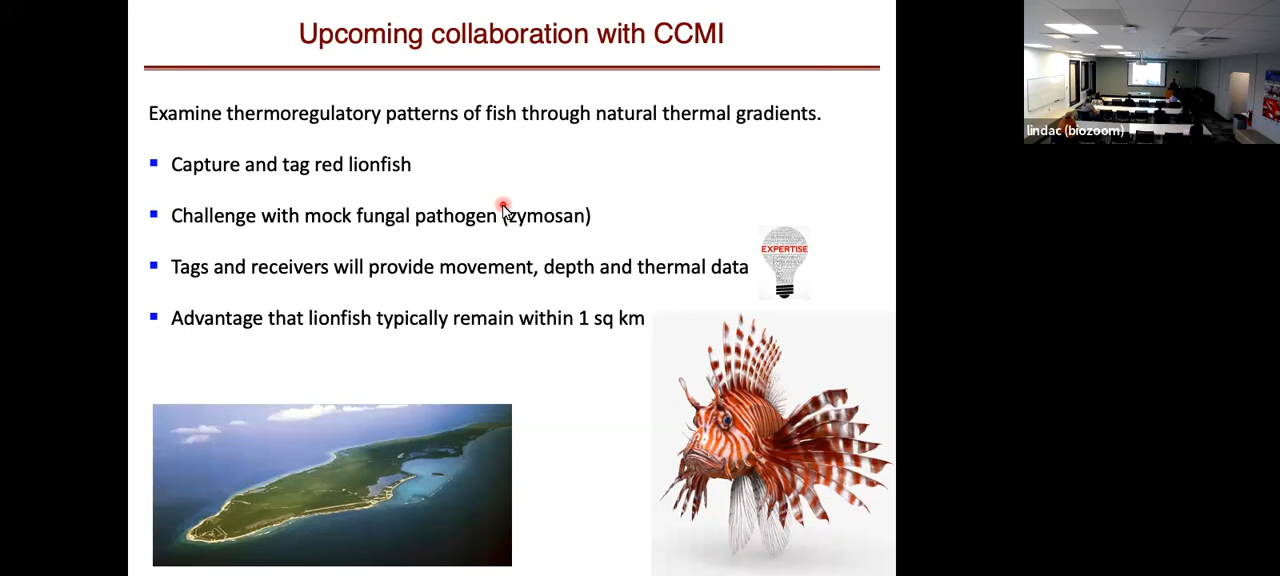 Upcoming collaboration with CCMI
Examine thermoregulatory patterns of fish through natural thermal gradients.
Capture and tag red lionfish
Challenge with mock fungal pathogen (zymosan)
EXPERTISE
Tags and receivers will provide movement, depth and thermal data
Advantage that lionfish typically remain within 1 sq km
lindac (biozoom)